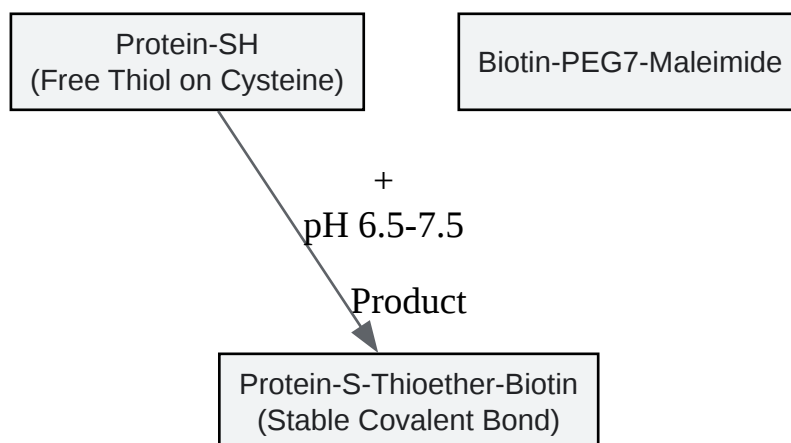 Protein-SH
(Free Thiol on Cysteine)
Biotin-PEG7-Maleimide
+
pH 6.5-7.5
Product
Protein-S-Thioether-Biotin
(Stable Covalent Bond)